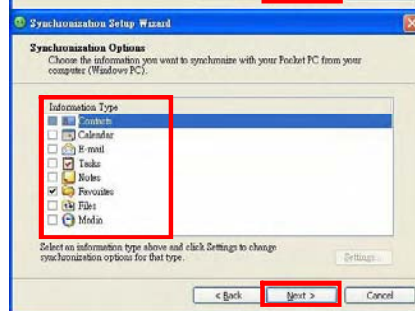 Synchronization Setup Wizard
Synchronization Options
Choose the information you want to synchronize with your Pocket PC from your
computer (Windows PC).
Information Type
Contacts
Calendar
E-mail
Tasks
Notes
Favorites
Files
Media
Select an information type above and click Settings to change
synchronization options for that type.
Settings...
< Back
Next >
Cancel